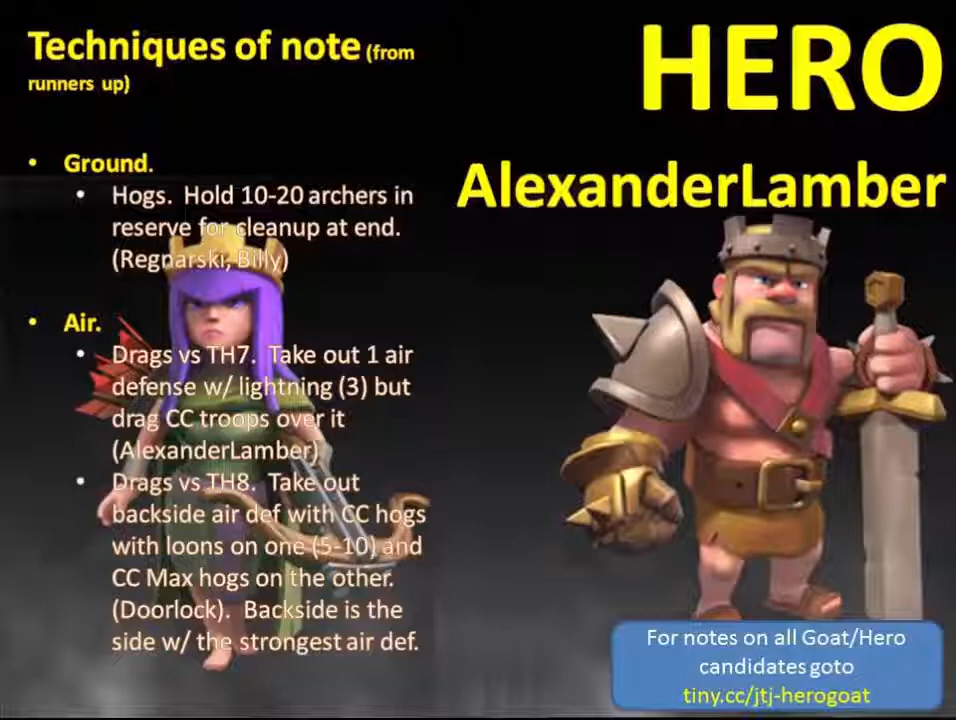 Techniques of note (from
runners up)
• Ground.
• Hogs. Hold 10-20 archers in
reserve for cleanup at end.
(Regnarski, Billy)
• Air.
• Drags vs TH7. Take out 1 air
defense w/ lightning (3) but
drag CC troops over it
(AlexanderLamber)
• Drags vs TH8. Take out
backside air def with CC hogs
with loons on one (5-10) and
CC Max hogs on the other.
(Doorlock). Backside is the
side w/ the strongest air def.
HERO
AlexanderLamber
For notes on all Goat/Hero
candidates goto
tiny.cc/jtj-herogoat